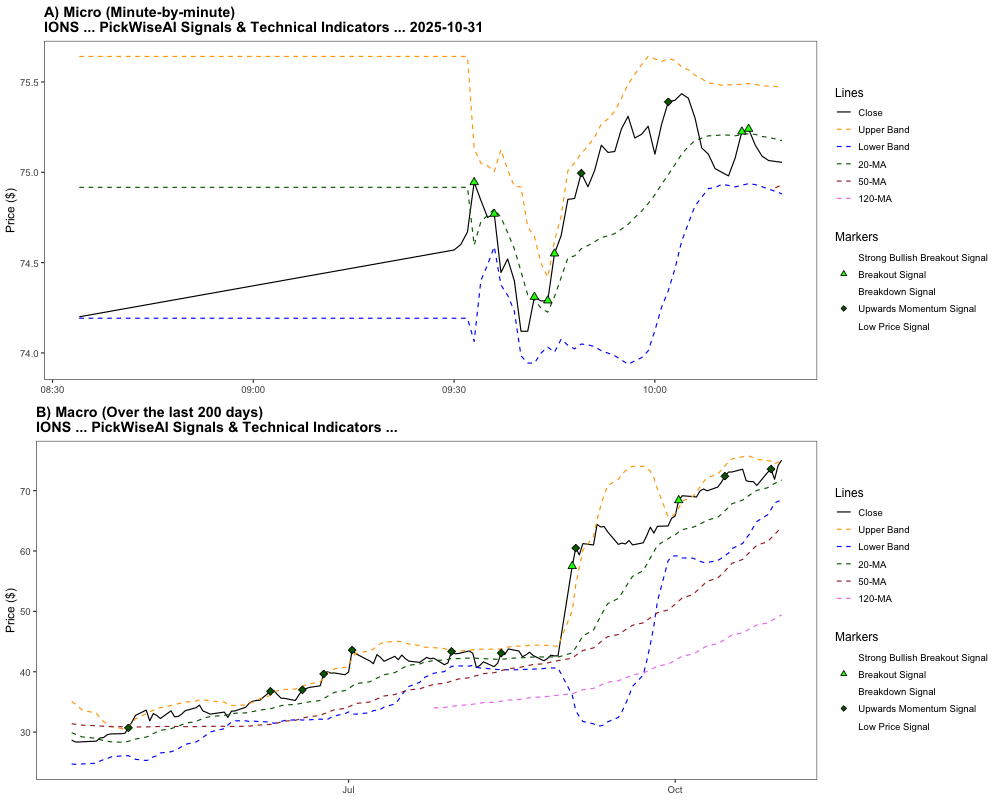 A) Micro (Minute-by-minute)
IONS ... PickWiseAI Signals & Technical Indicators ... 2025-10-31
75.5
75.0
74.5
74.0
Price ($)
08:30
09:00
09:30
10:00
Lines
Close
Upper Band
Lower Band
20-MA
50-MA
120-MA
Markers
Strong Bullish Breakout Signal
Breakout Signal
Breakdown Signal
Upwards Momentum Signal
Low Price Signal
B) Macro (Over the last 200 days)
IONS ... PickWiseAI Signals & Technical Indicators ...
70
60
50
40
30
Price ($)
Jul
Oct
Lines
Close
Upper Band
Lower Band
20-MA
50-MA
120-MA
Markers
Strong Bullish Breakout Signal
Breakout Signal
Breakdown Signal
Upwards Momentum Signal
Low Price Signal